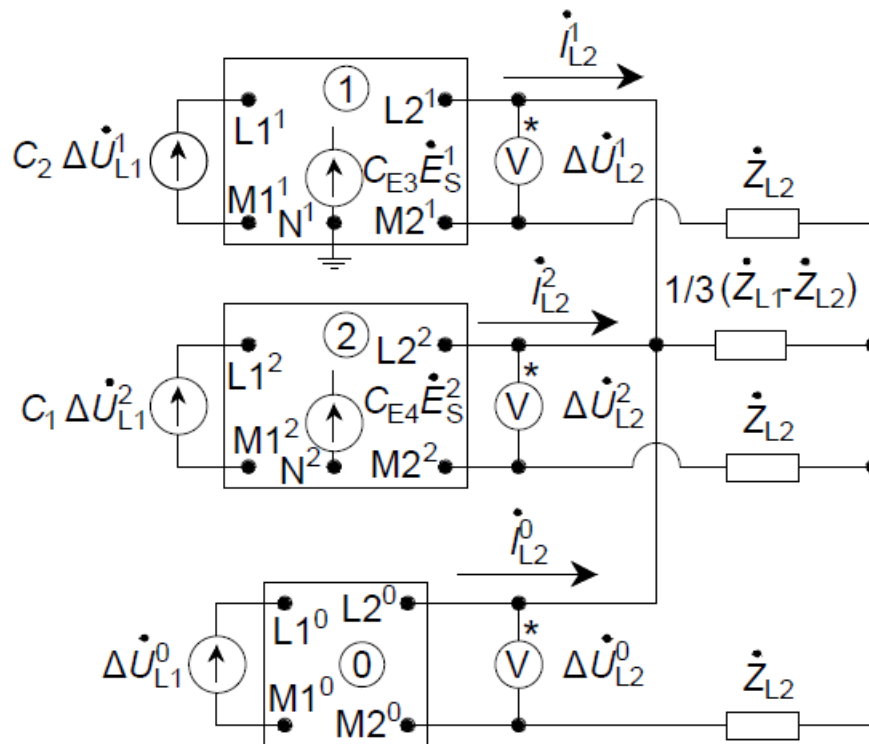 İ¹L2
1
L1¹
L2¹
*
C2 ΔU̇¹L1
CE3Ė¹S
V
ΔU̇¹L2
ŻL2
M1¹
N¹
M2¹
İ²L2
1/3 (ŻL1-ŻL2)
2
L1²
L2²
*
C1 ΔU̇²L1
CE4Ė²S
V
ΔU̇²L2
ŻL2
M1²
N²
M2²
İ⁰L2
L1⁰
L2⁰
*
ΔU̇⁰L1
0
V
ΔU̇⁰L2
ŻL2
M1⁰
M2⁰